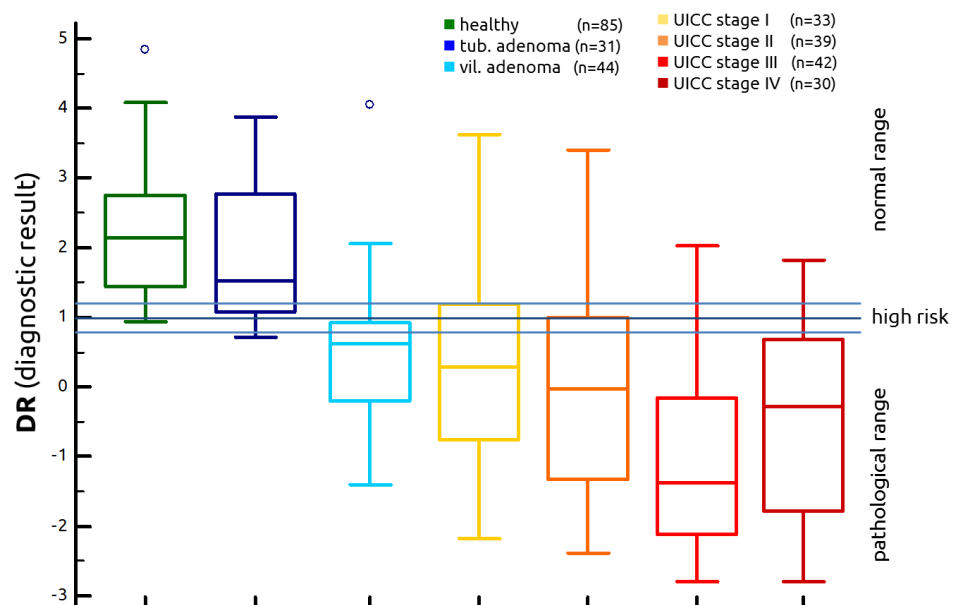 healthy (n=85)
tub. adenoma (n=31)
vil. adenoma (n=44)
UICC stage I (n=33)
UICC stage II (n=39)
UICC stage III (n=42)
UICC stage IV (n=30)
5
4
3
2
1
0
-1
-2
-3
DR (diagnostic result)
normal range
high risk
pathological range